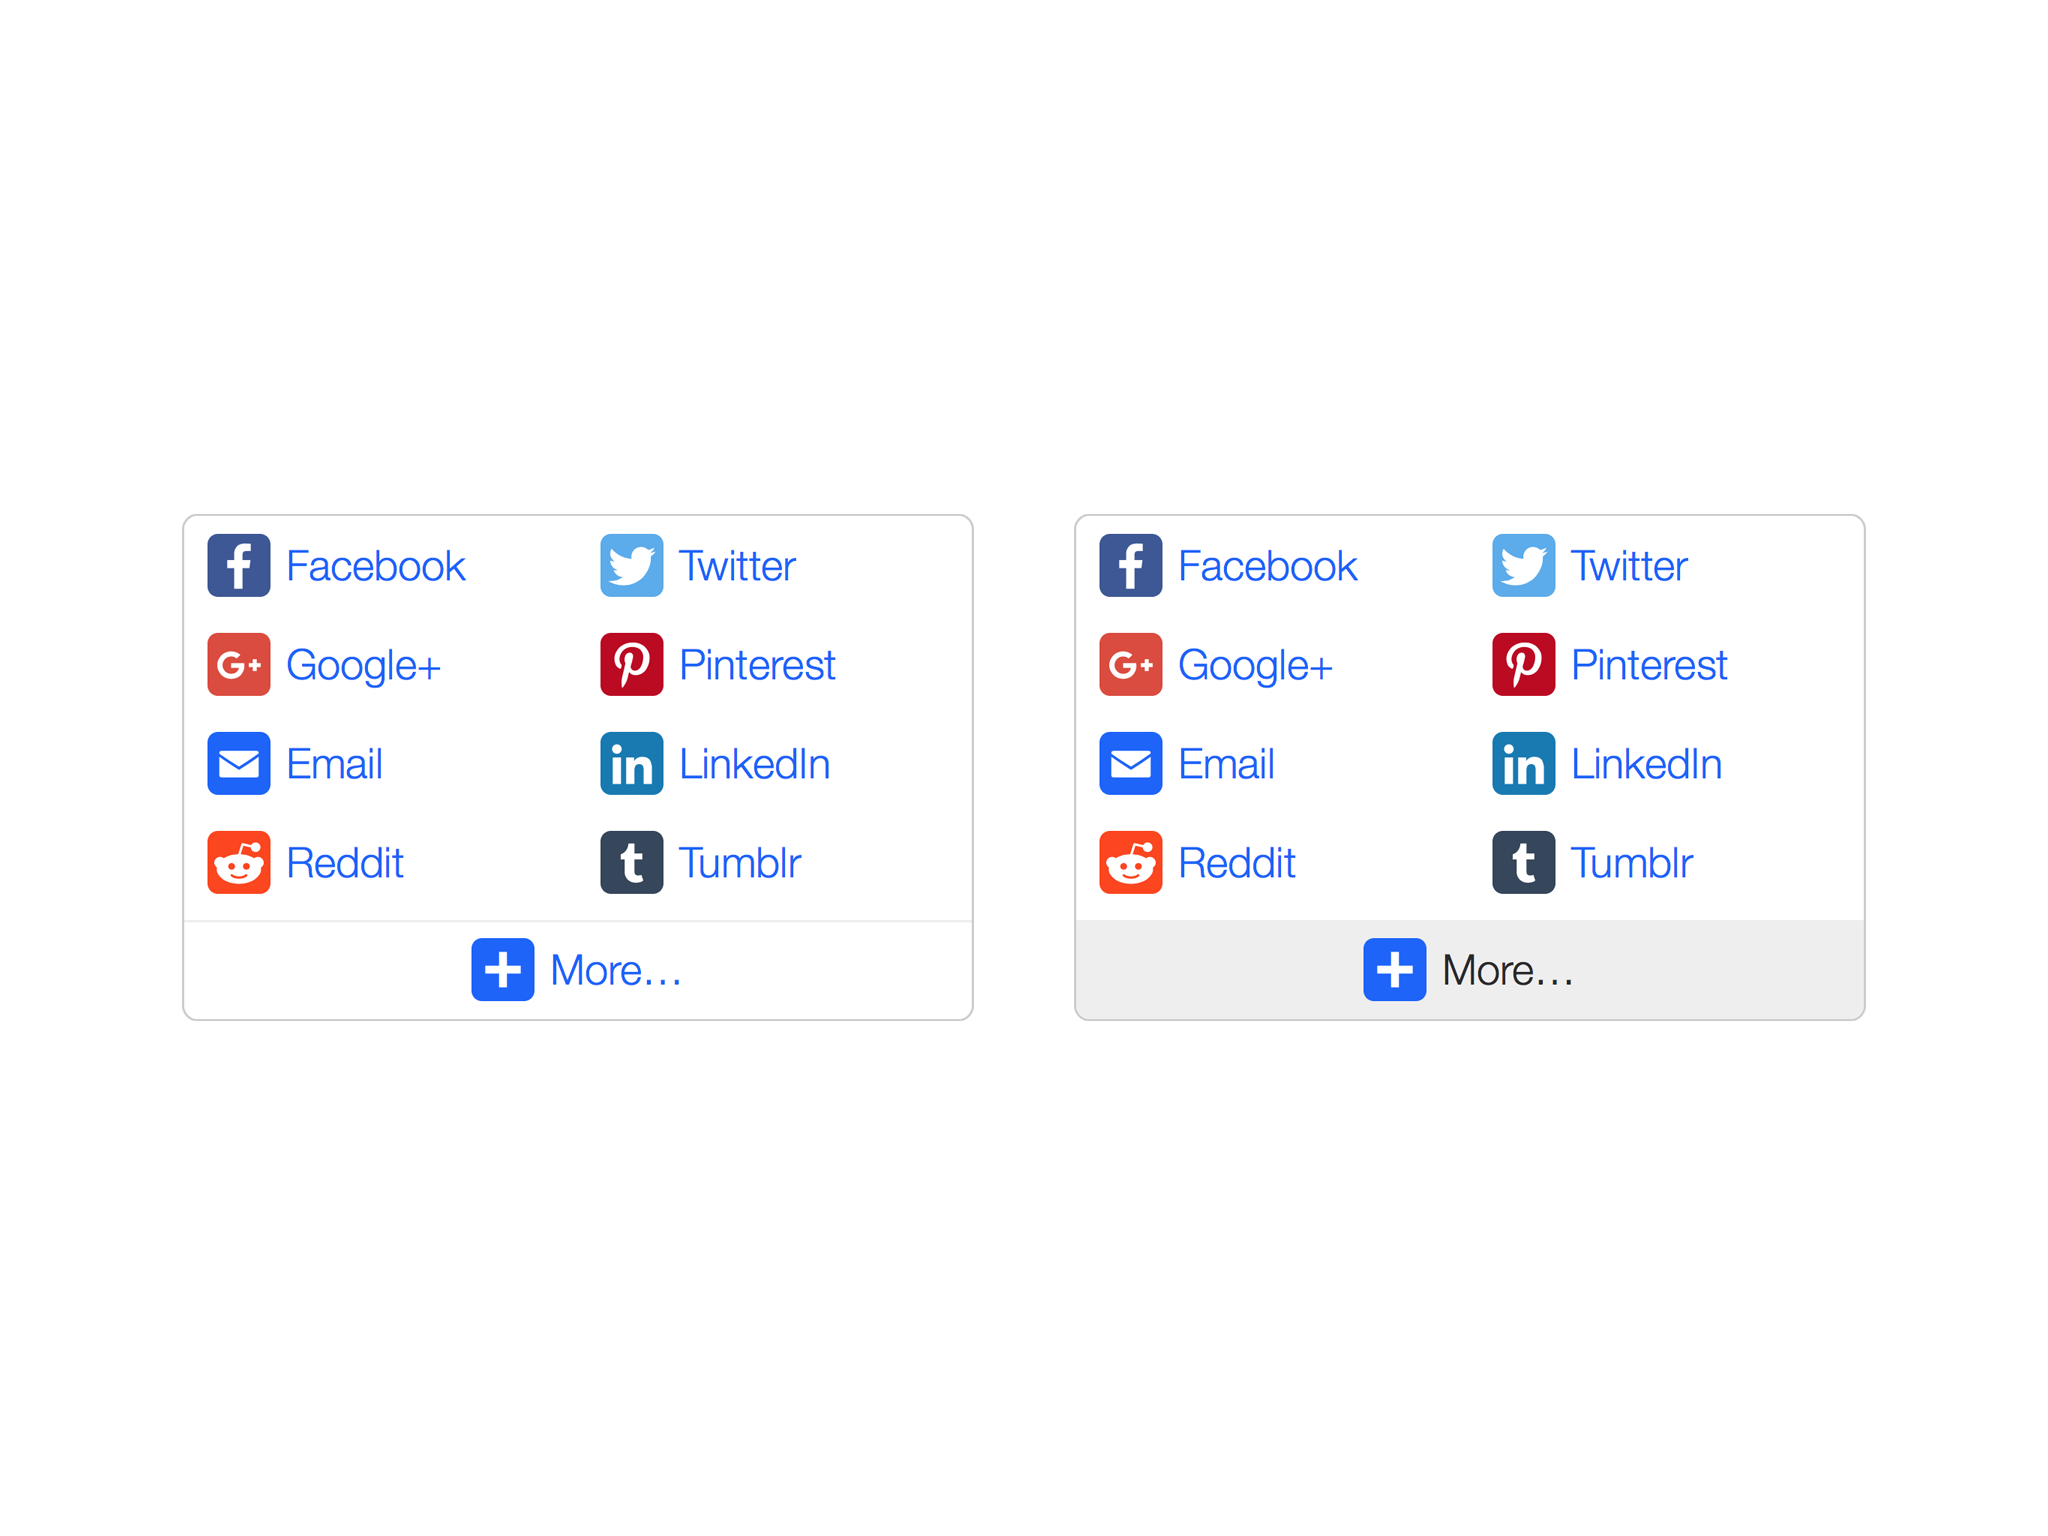 Facebook Twitter
Google+ Pinterest
Email LinkedIn
Reddit Tumblr
More…
Facebook Twitter
Google+ Pinterest
Email LinkedIn
Reddit Tumblr
More…